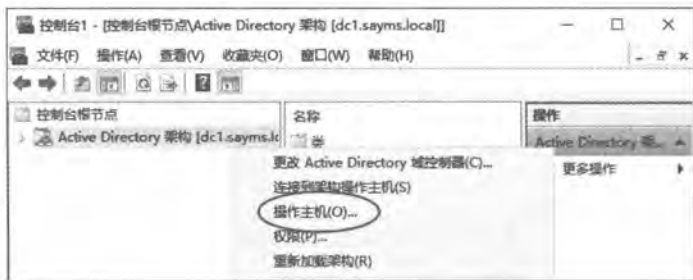 控制台1 - [控制台根节点\Active Directory 架构 [dc1.sayms.local]]
文件(F) 操作(A) 查看(V) 收藏夹(O) 窗口(W) 帮助(H)
控制台根节点
Active Directory 架构 [dc1.sayms.lc
名称
类
操作
Active Directory 架...
更多操作
更改 Active Directory 域控制器(C)...
连接到架构操作主机(S)
操作主机(O)...
权限(P)...
重新加载架构(R)